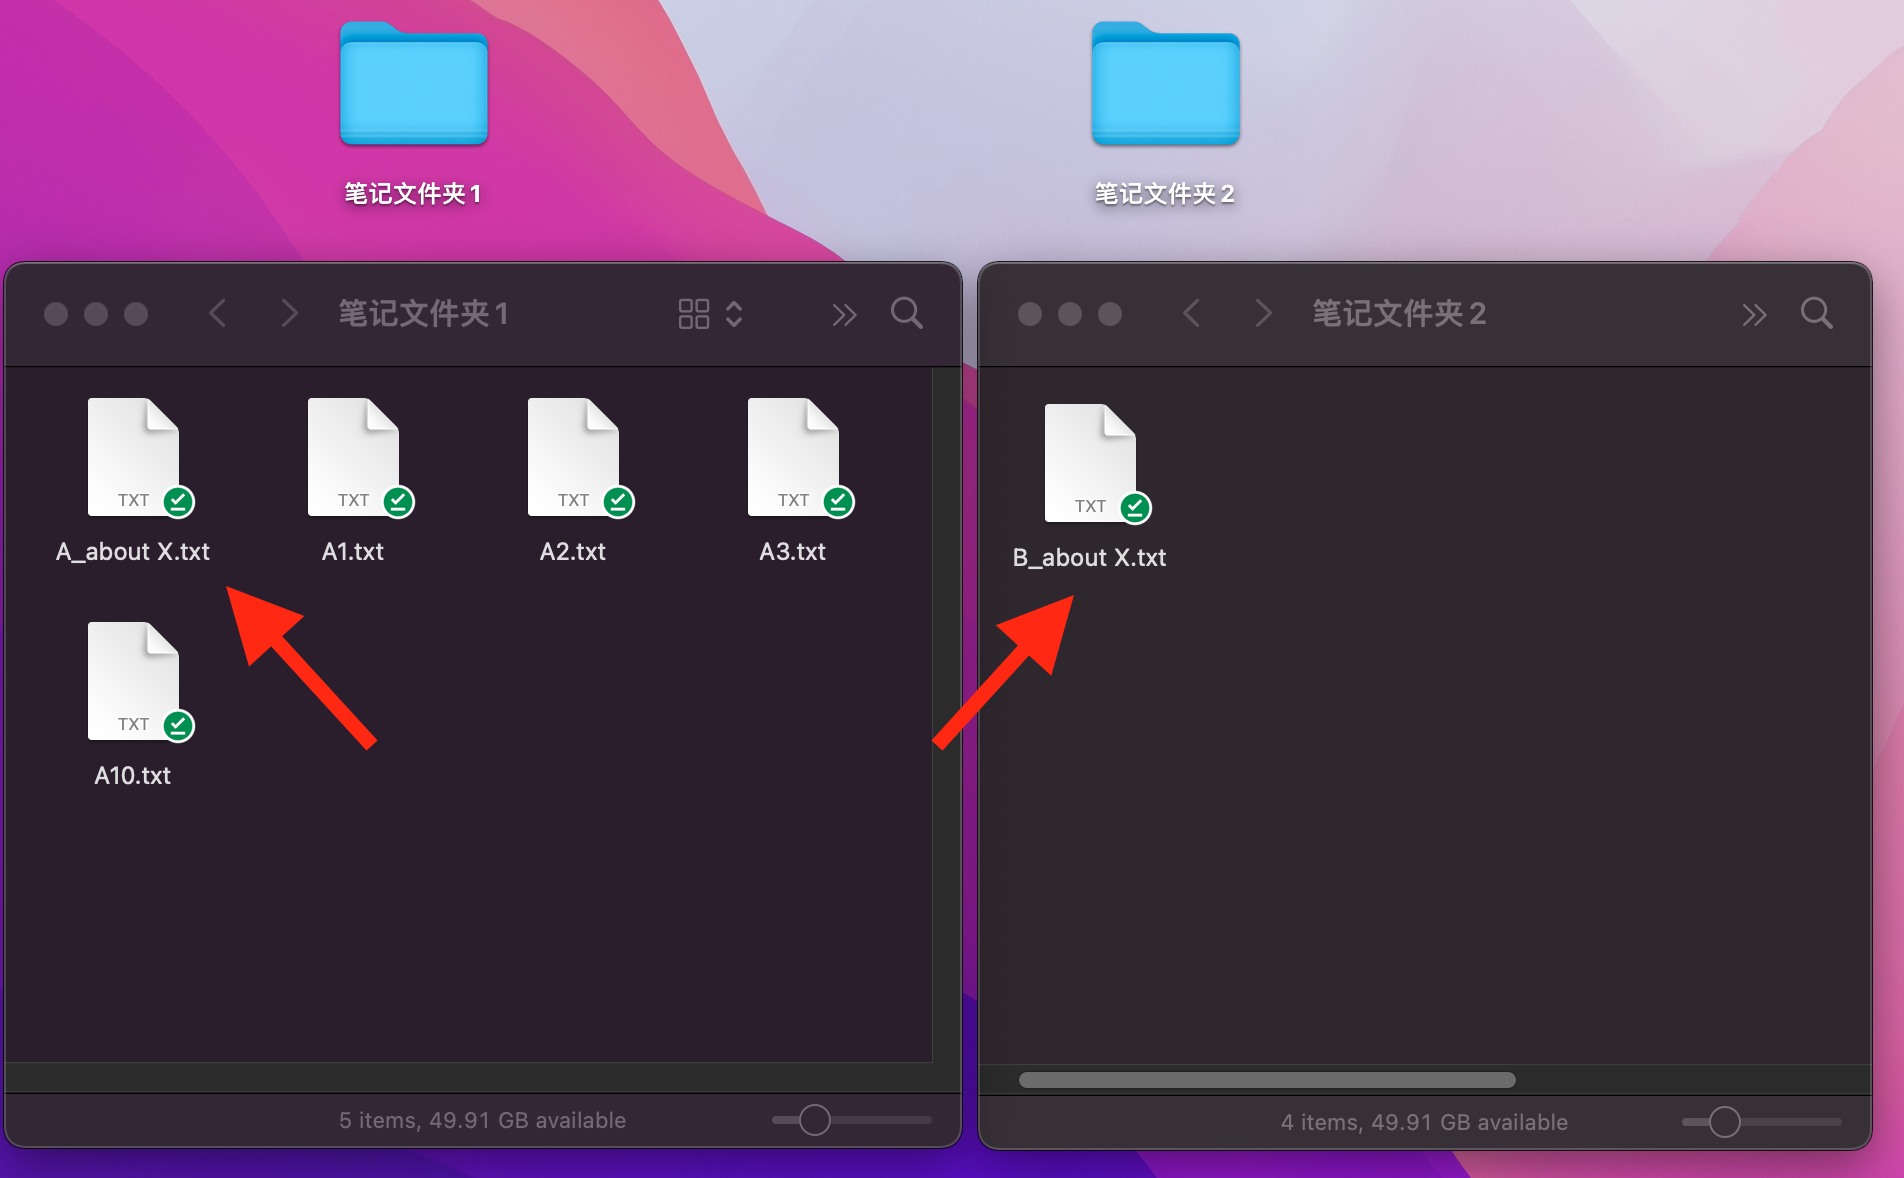 笔记文件夹1
笔记文件夹2
笔记文件夹1
笔记文件夹2
TXT
TXT
TXT
TXT
A_about X.txt
A1.txt
A2.txt
A3.txt
TXT
B_about X.txt
TXT
A10.txt
5 items, 49.91 GB available
4 items, 49.91 GB available